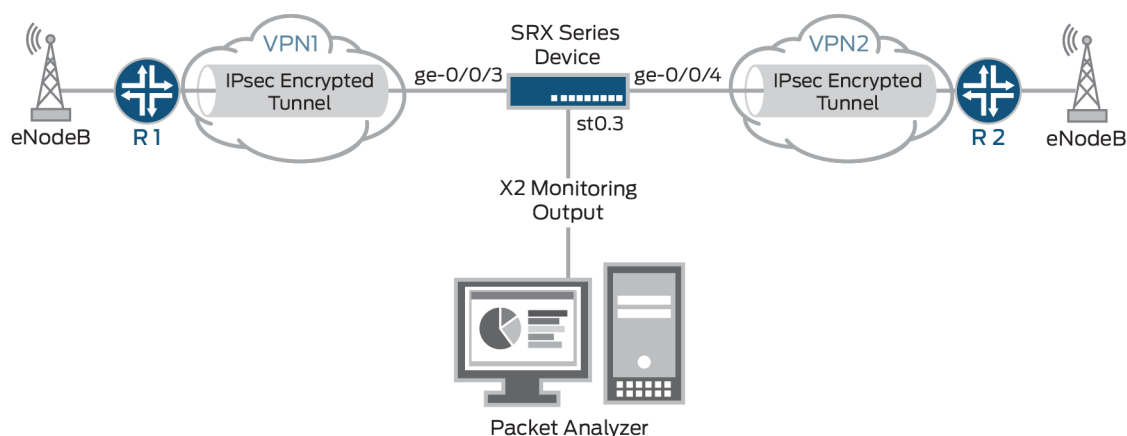 SRX Series
Device
VPN1
VPN2
IPsec Encrypted
Tunnel
ge-0/0/3
ge-0/0/4
IPsec Encrypted
Tunnel
st0.3
eNodeB
R 1
R 2
eNodeB
X2 Monitoring
Output
Packet Analyzer